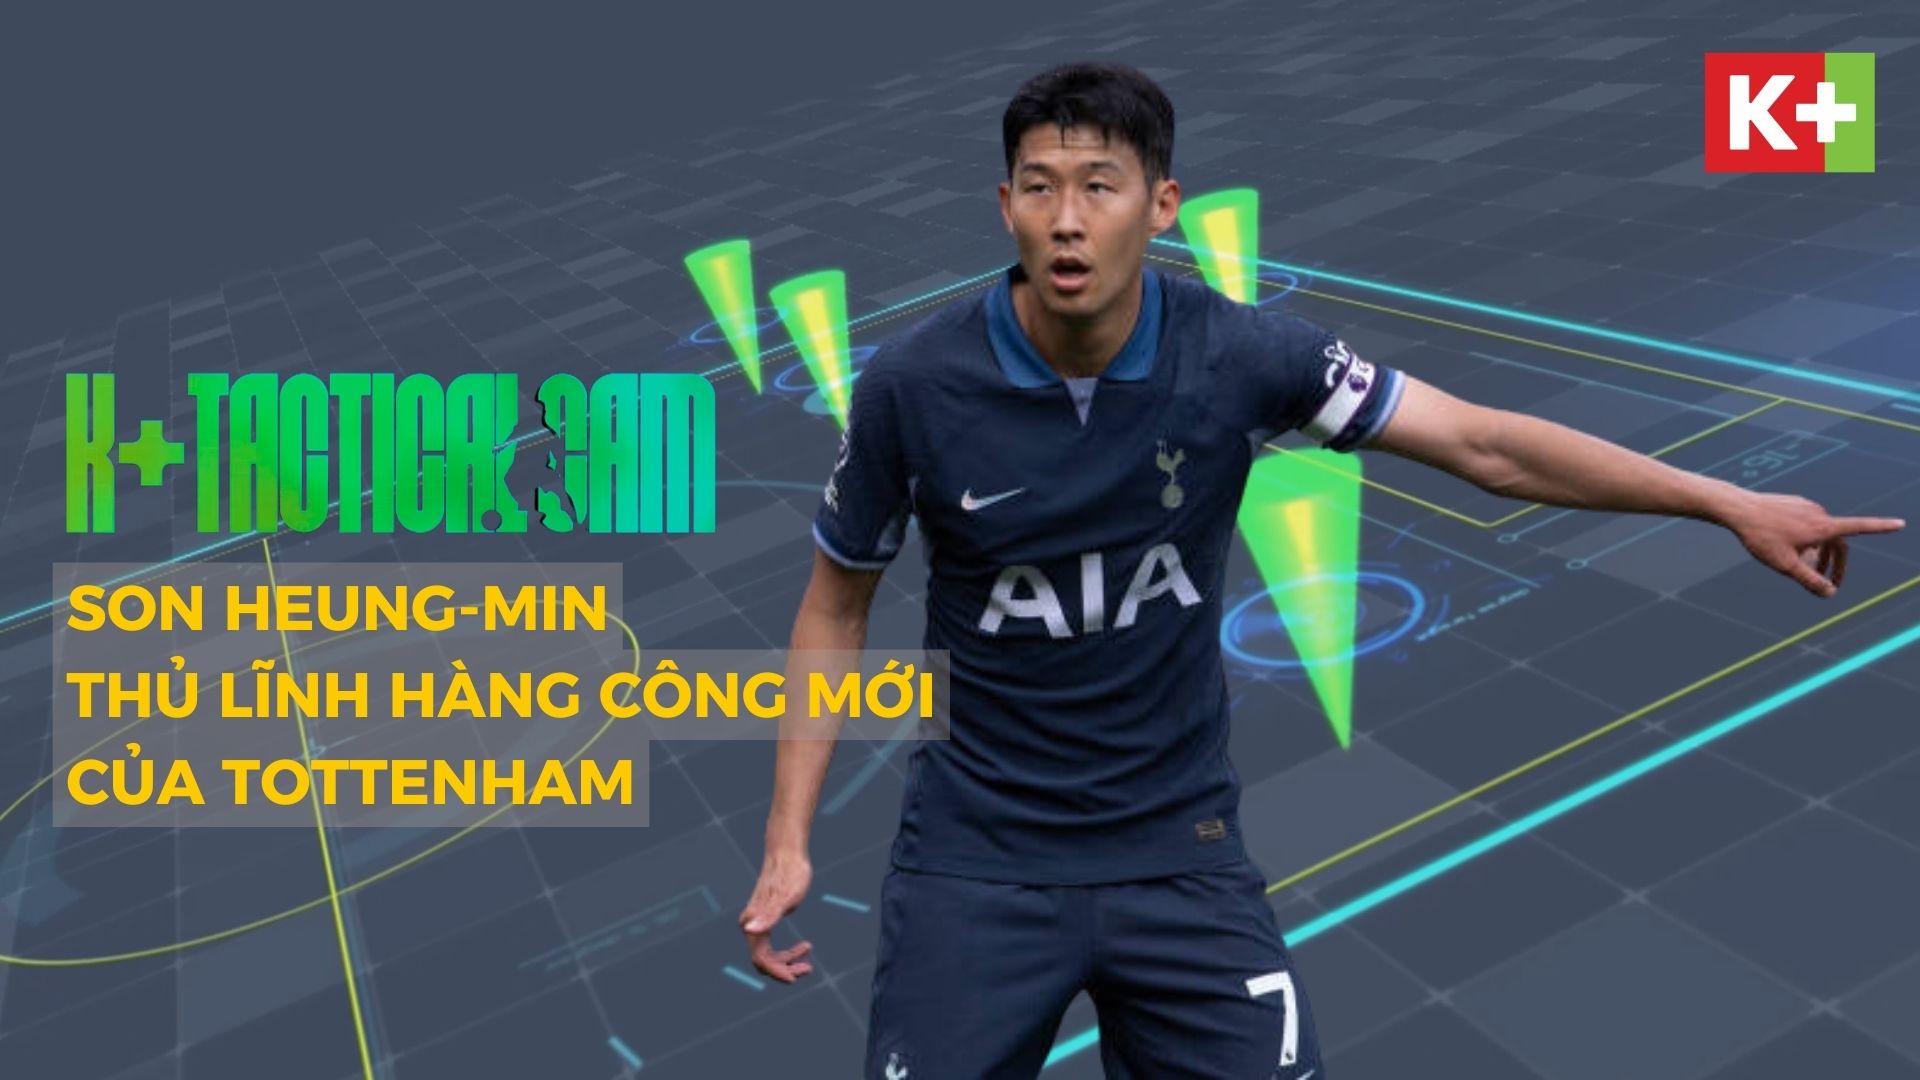 K+
K+ TACTICAL CAM
SON HEUNG-MIN
THỦ LĨNH HÀNG CÔNG MỚI
CỦA TOTTENHAM
AIA
7